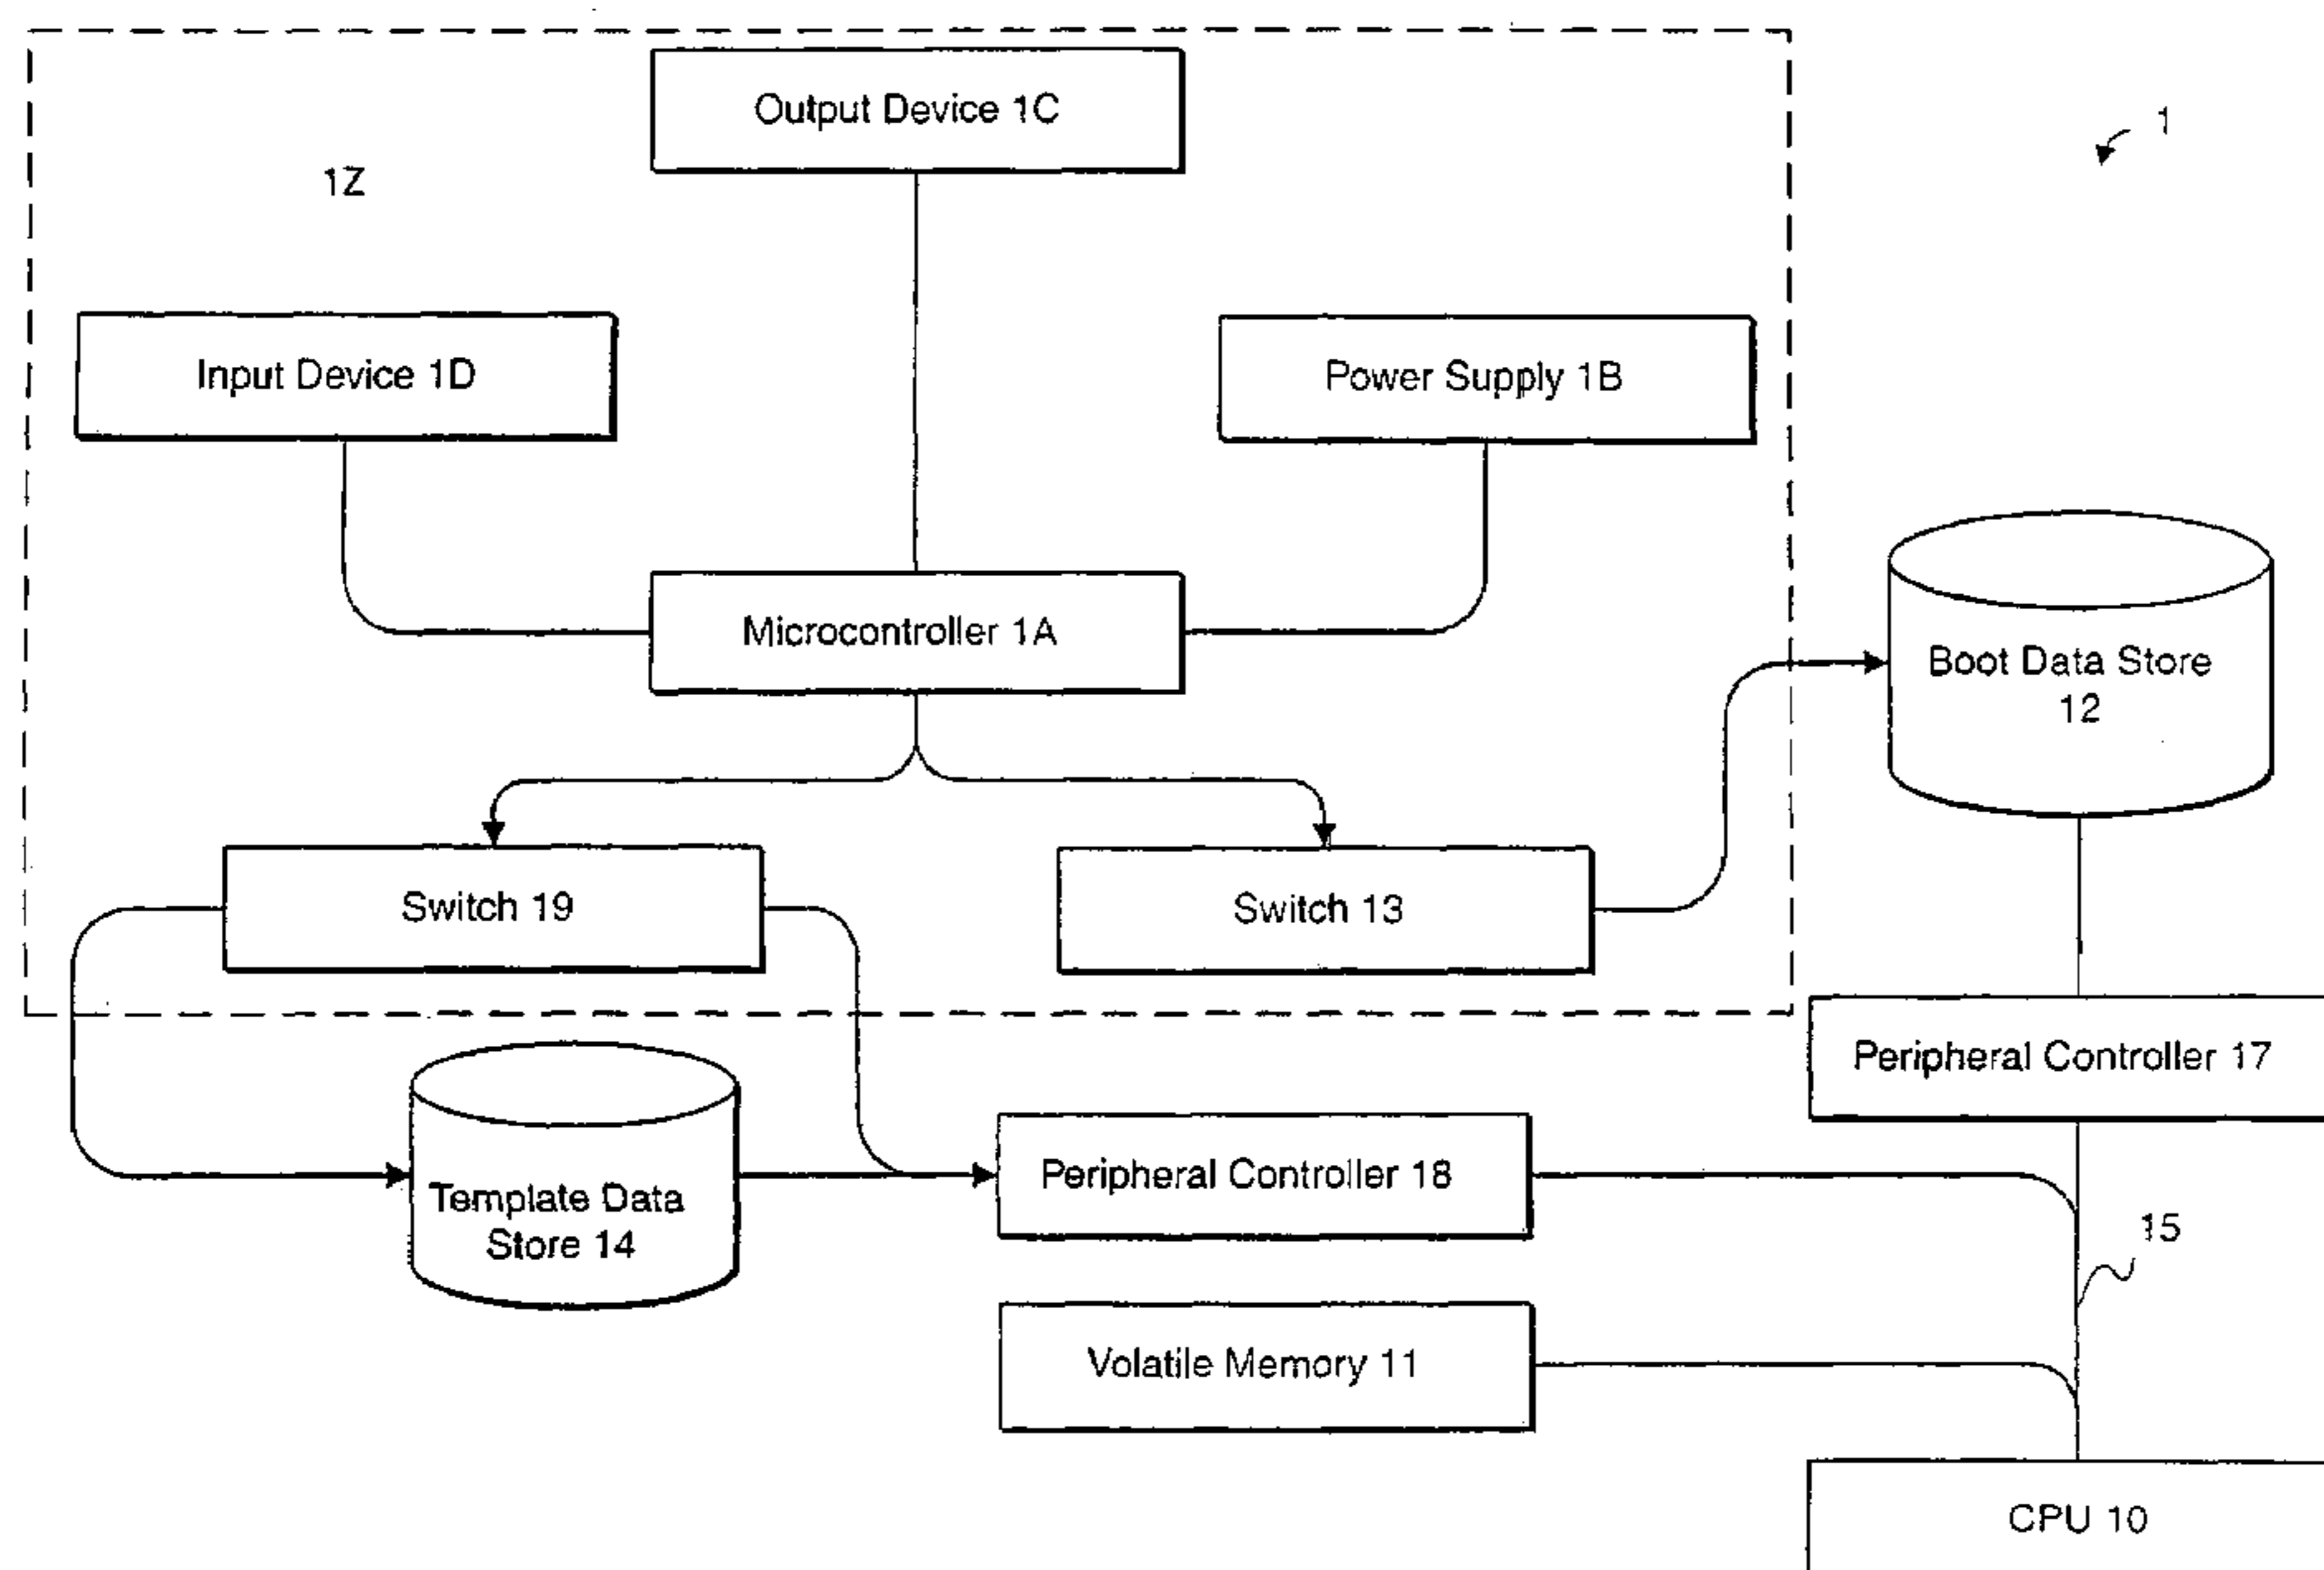 Output Device 1C
1
1Z
Input Device 1D
Power Supply 1B
Microcontroller 1A
Boot Data Store
12
Switch 19
Switch 13
Peripheral Controller 17
Peripheral Controller 18
Template Data
Store 14
15
Volatile Memory 11
CPU 10